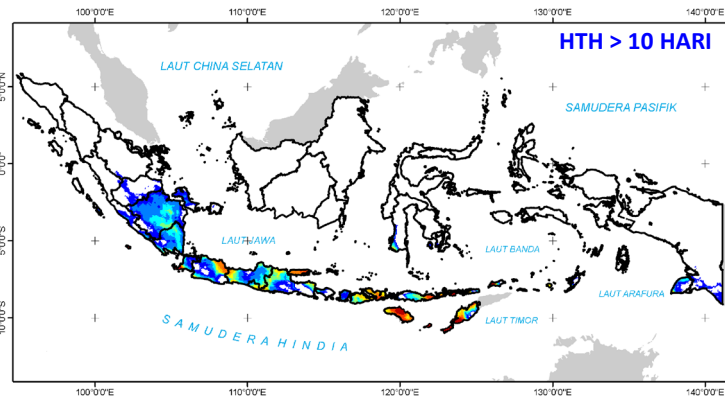 100°0'0"E 110°0'0"E 120°0'0"E 130°0'0"E 140°0'0"E
HTH > 10 HARI
LAUT CHINA SELATAN
SAMUDERA PASIFIK
5°0'0"N
0°0'0"
5°0'0"S
10°0'0"S
LAUT JAWA
LAUT BANDA
LAUT ARAFURA
LAUT TIMOR
SAMUDERA HINDIA
100°0'0"E 110°0'0"E 120°0'0"E 130°0'0"E 140°0'0"E